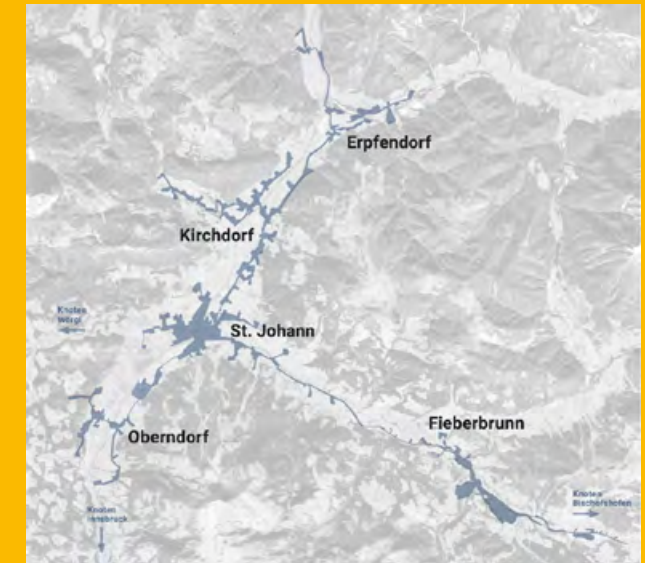 Erpfendorf
Kirchdorf
Knoten
Wörgl
St. Johann
Fieberbrunn
Oberndorf
Knoten
Bischofshofen
Knoten
Innsbruck